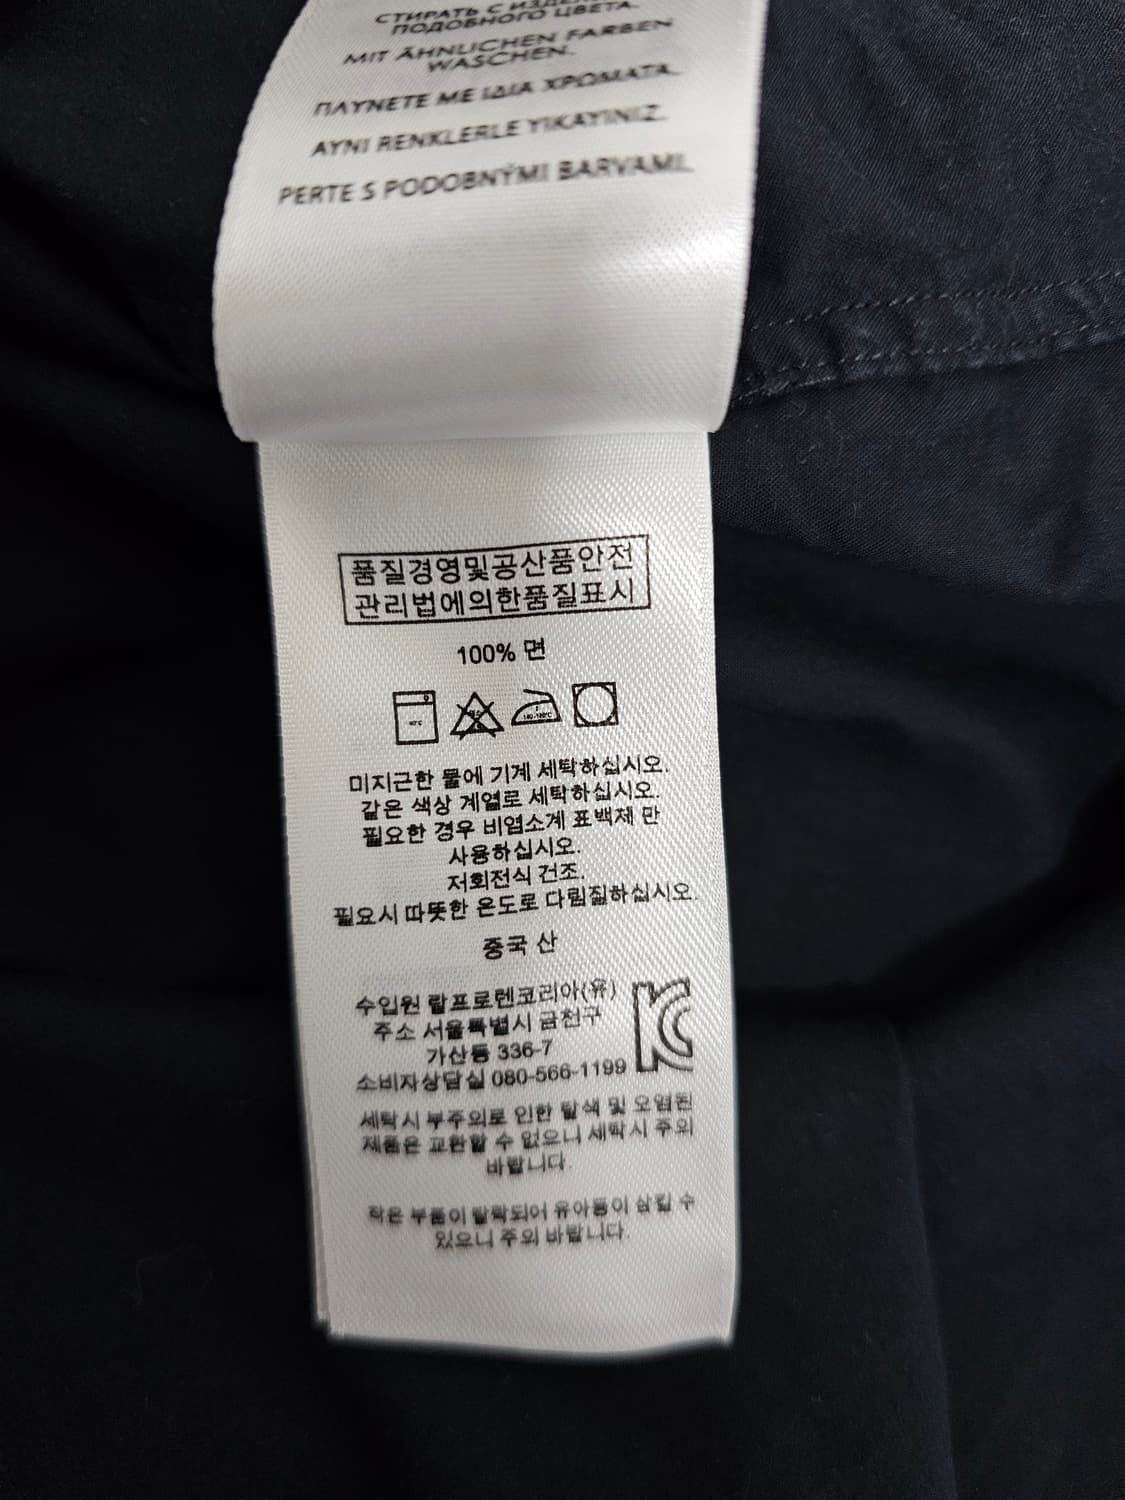 СТИРАТЬ С
ПОДОБНОГО ЦВЕТА.
MIT ÄHNLICHEN FARBEN
WASCHEN.
ΠΛΥΝΕΤΕ ΜΕ ΙΔΙΑ ΧΡΩΜΑΤΑ.
AYNI RENKLERLE YIKAYINIZ.
PERTE S PODOBNÝMI BARVAMI.
품질경영및공산품안전
관리법에의한품질표시
100% 면
미지근한 물에 기계 세탁하십시오.
같은 색상 계열로 세탁하십시오.
필요한 경우 비염소계 표백제 만
사용하십시오.
저회전식 건조.
필요시 따뜻한 온도로 다림질하십시오.
중국 산
수입원 랄프로렌코리아(유)
주소 서울특별시 금천구
가산동 336-7
소비자상담실 080-566-1199
세탁시 부주의로 인한 탈색 및 오염된
제품은 교환할 수 없으니 세탁시 주의
바랍니다.
작은 부품이 탈락되어 유아등이 삼킬 수
있으니 주의 바랍니다.